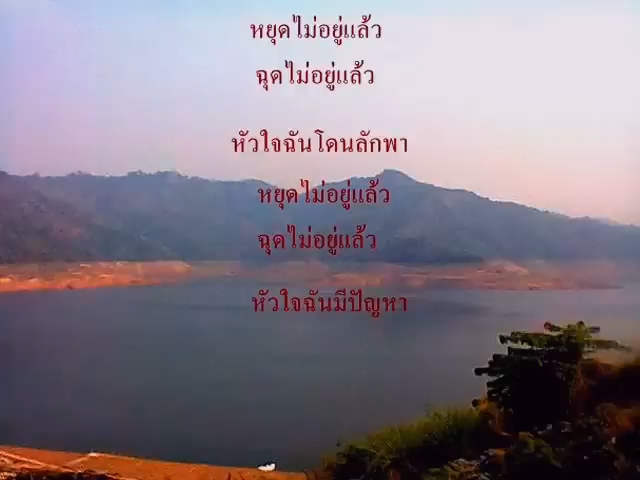 หยุดไม่อยู่แล้ว
ฉุดไม่อยู่แล้ว
หัวใจฉันโดนลักพา
หยุดไม่อยู่แล้ว
ฉุดไม่อยู่แล้ว
หัวใจฉันมีปัญหา